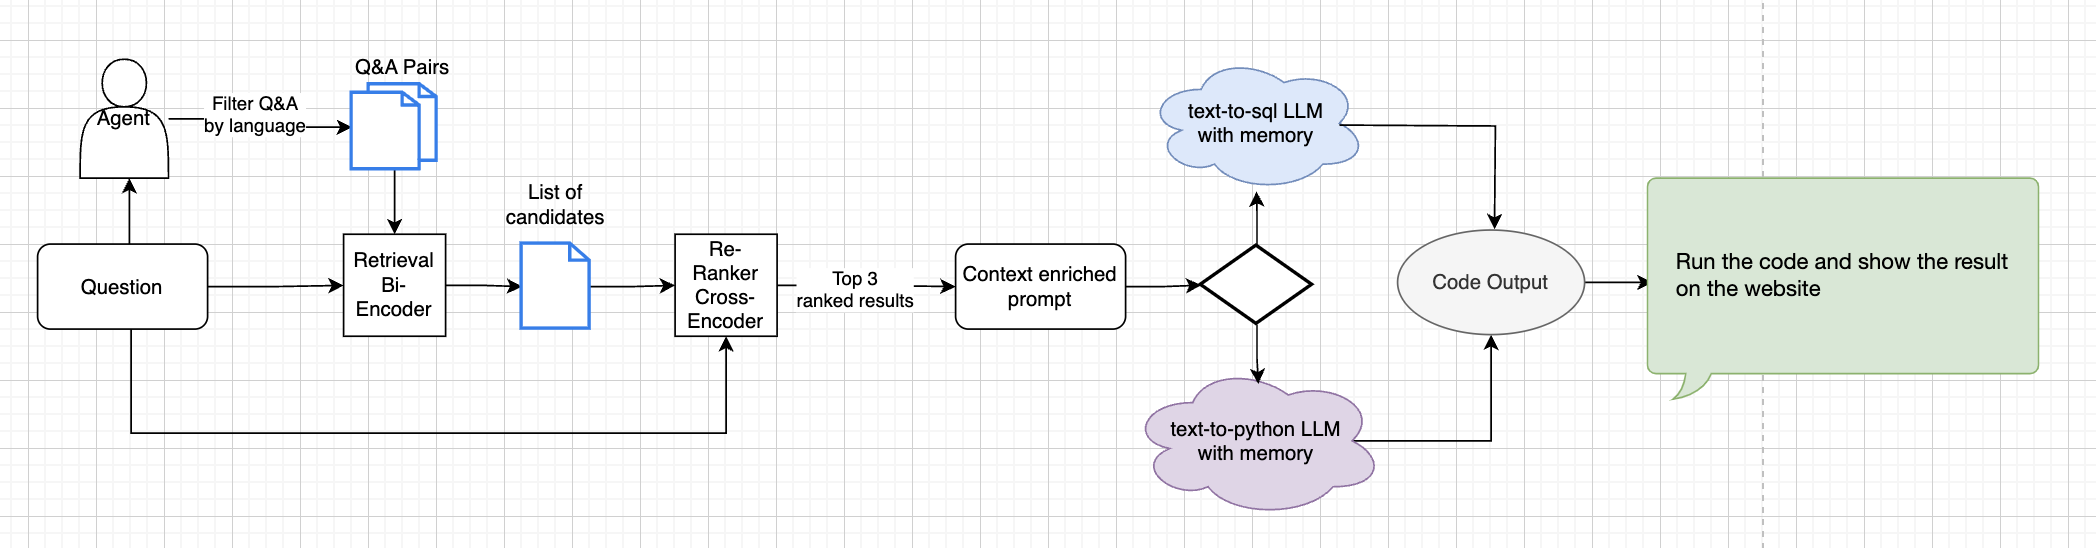 Agent
Filter Q&A
by language
Q&A Pairs
Question
Retrieval
Bi-
Encoder
List of
candidates
Re-
Ranker
Cross-
Encoder
Top 3
ranked results
Context enriched
prompt
text-to-sql LLM
with memory
text-to-python LLM
with memory
Code Output
Run the code and show the result
on the website